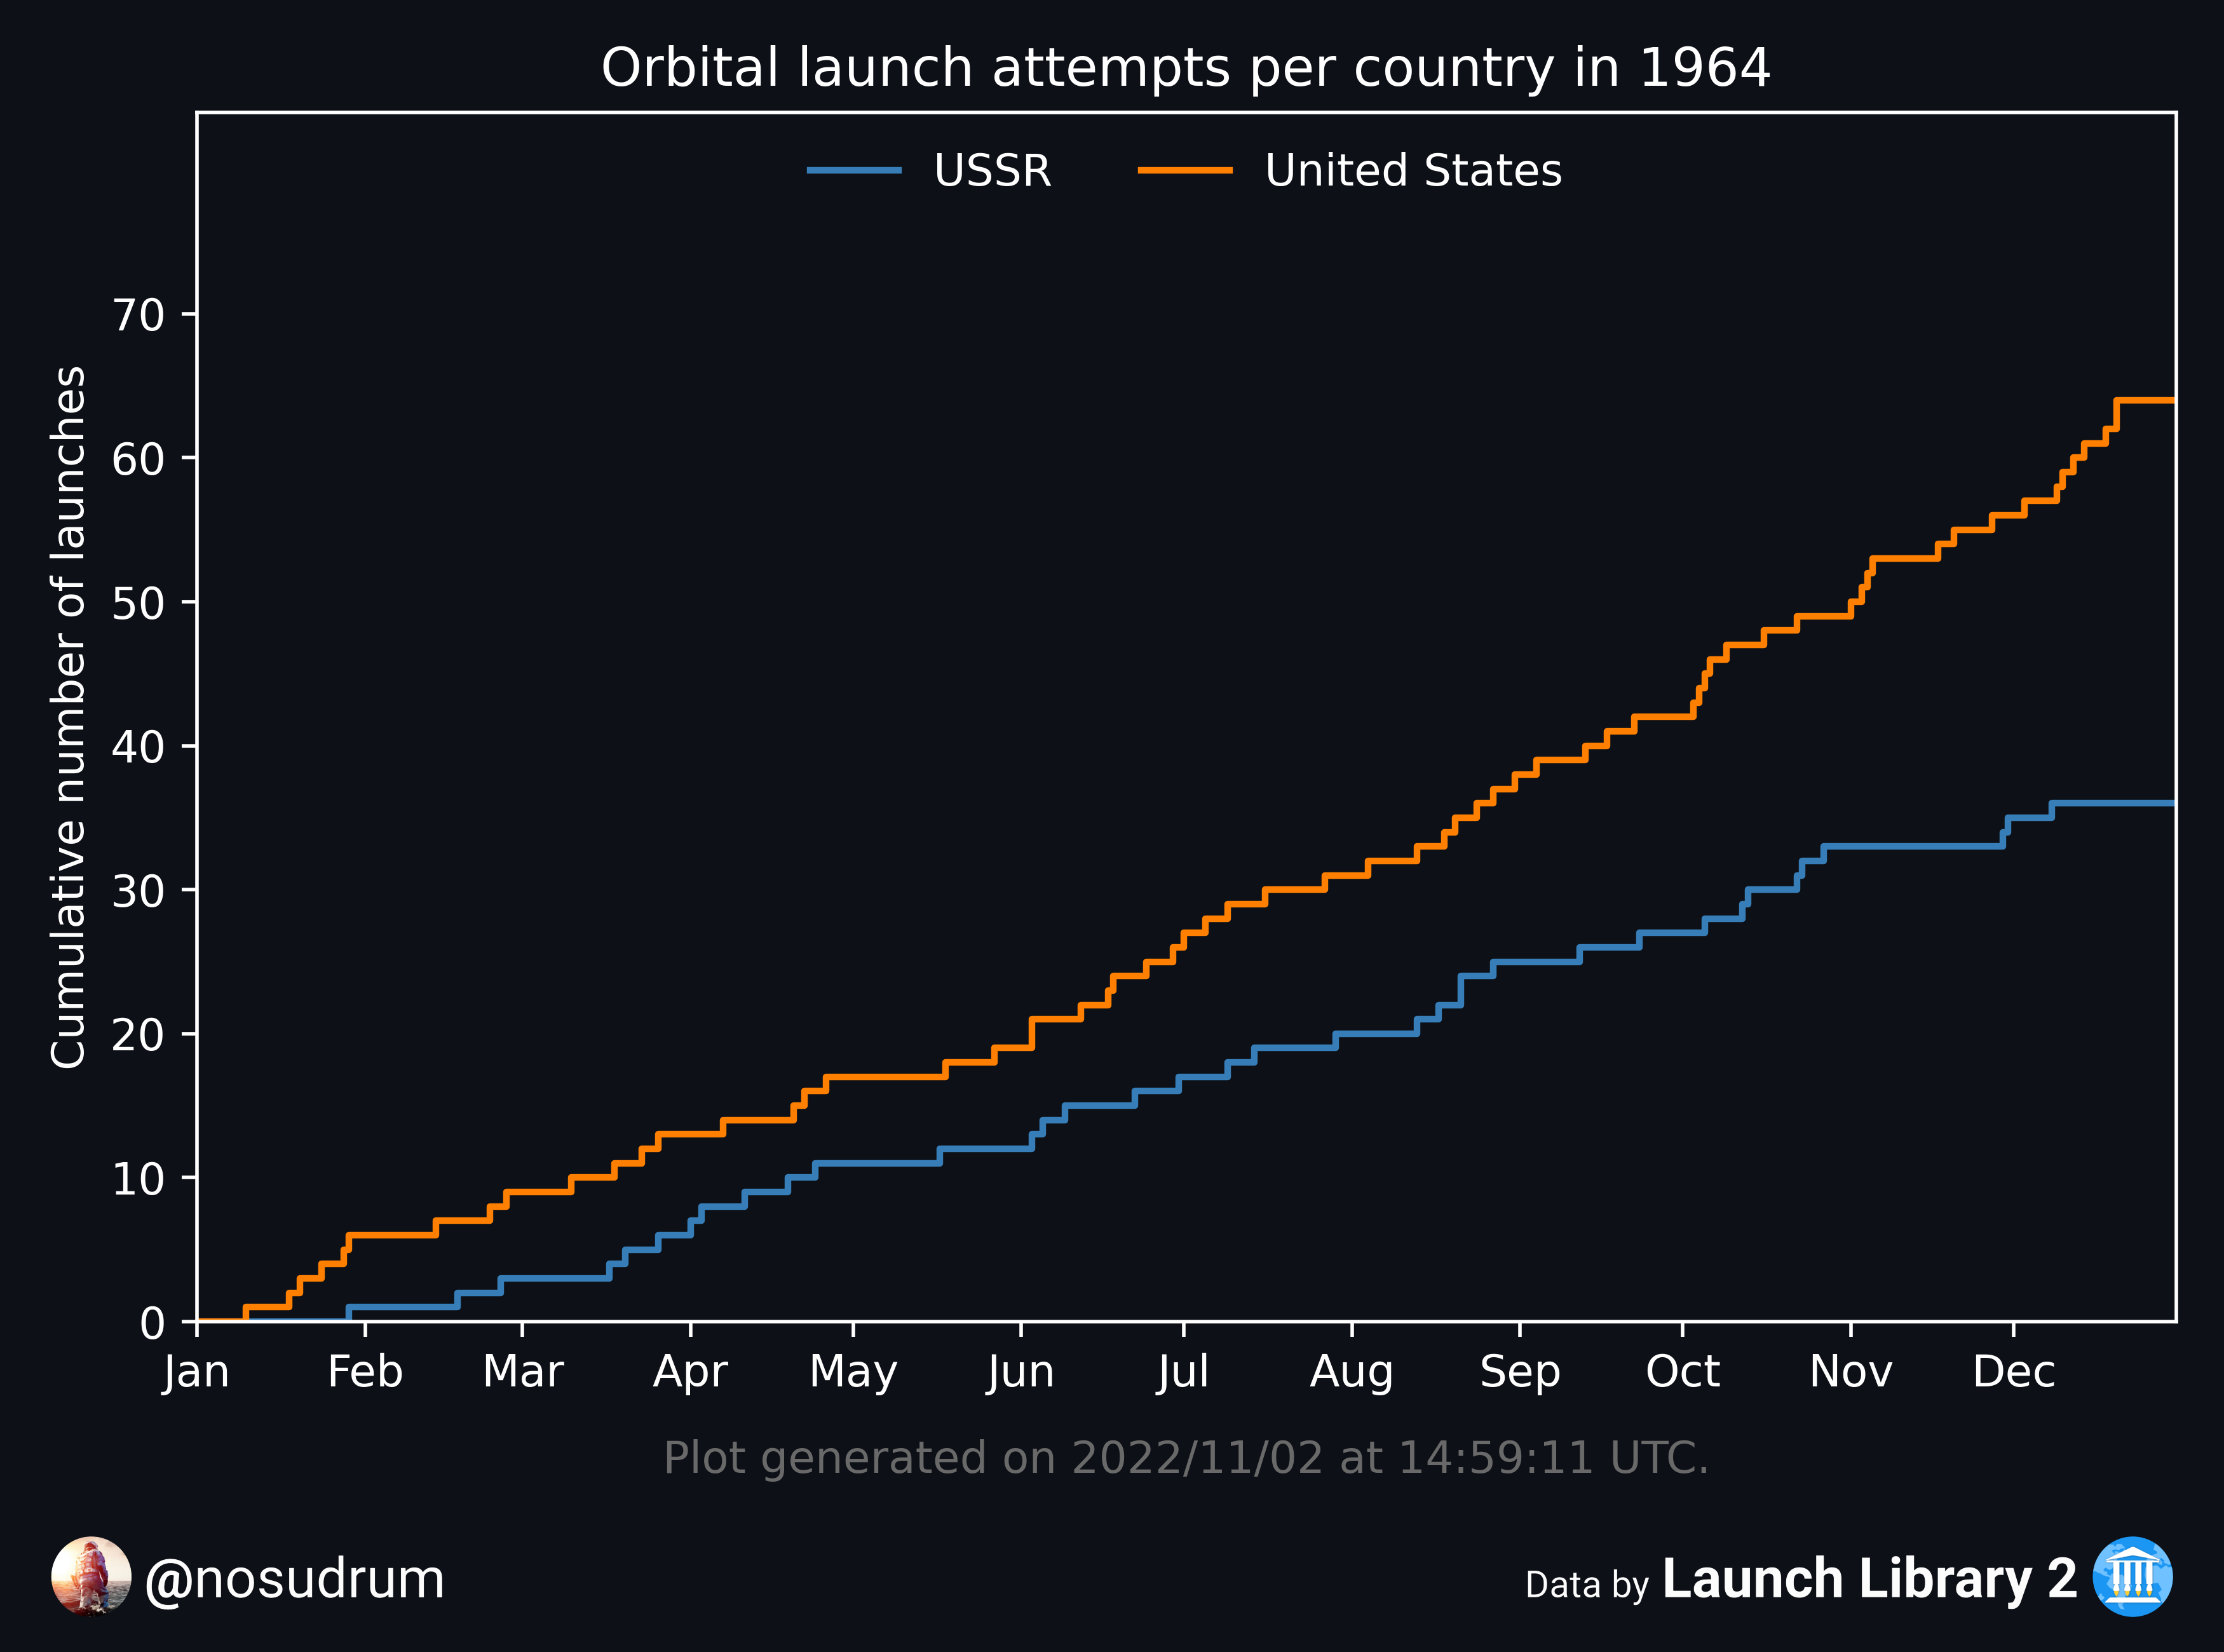 Orbital launch attempts per country in 1964
USSR
United States
Cumulative number of launches
70
60
50
40
30
20
10
0
Jan Feb Mar Apr May Jun Jul Aug Sep Oct Nov Dec
Plot generated on 2022/11/02 at 14:59:11 UTC.
@nosudrum
Data by Launch Library 2